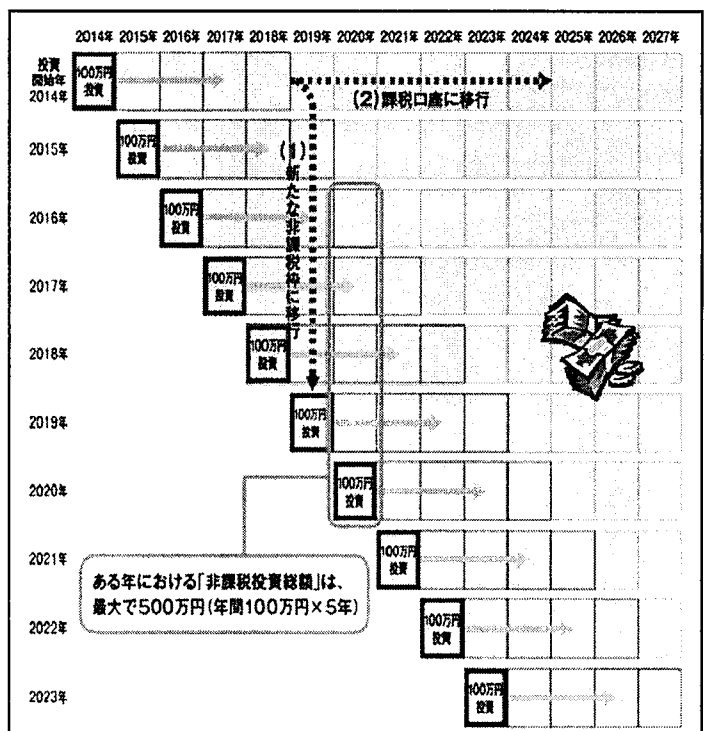 2014年 2015年 2016年 2017年 2018年 2019年 2020年 2021年 2022年 2023年 2024年 2025年 2026年 2027年
投資
開始年
2014年
100万円
投資
(2)課税口座に移行
2015年
100万円
投資
(1)新たな非課税枠に移行
2016年
100万円
投資
2017年
100万円
投資
2018年
100万円
投資
2019年
100万円
投資
2020年
100万円
投資
2021年
100万円
投資
ある年における「非課税投資総額」は、
最大で500万円(年間100万円×5年)
2022年
100万円
投資
2023年
100万円
投資